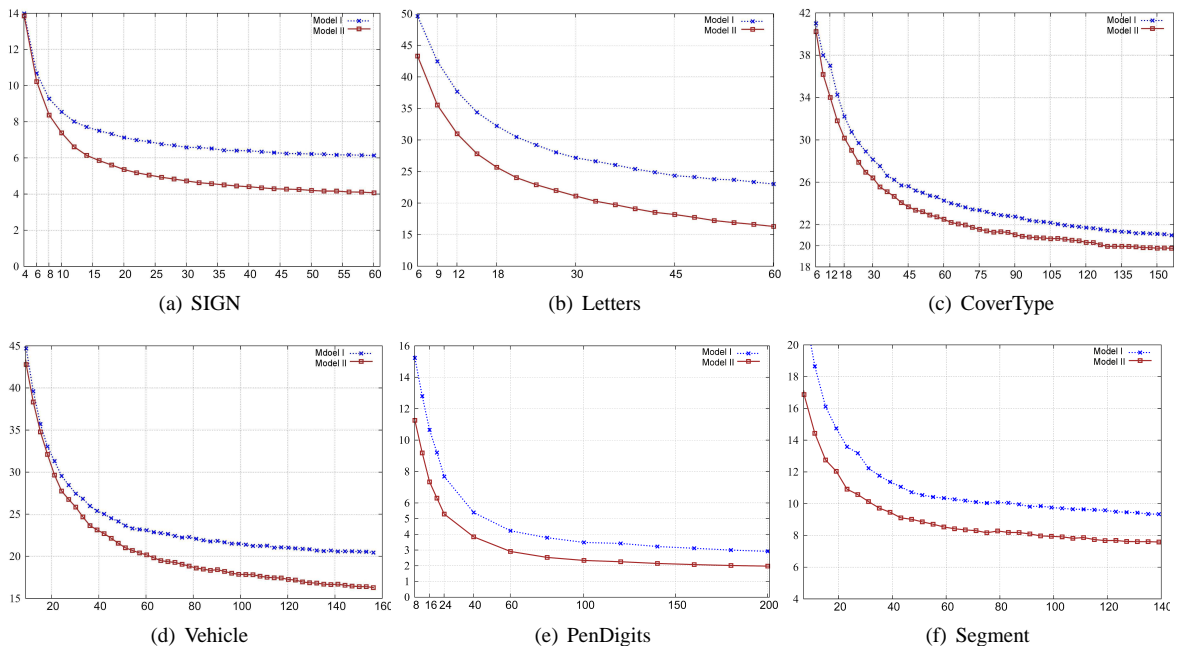 14
12
10
8
6
4
2
0
Model I
Model II
4 6 8 10 15 20 25 30 35 40 45 50 55 60
(a) SIGN
50
45
40
35
30
25
20
15
10
Model I
Model II
6 9 12 18 30 45 60
(b) Letters
42
38
34
30
26
22
20
18
Model I
Model II
6 12 18 30 45 60 75 90 105 120 135 150
(c) CoverType
45
40
35
30
25
20
15
Mdoel I
Model II
20 40 60 80 100 120 140 160
(d) Vehicle
16
14
12
10
8
6
5
4
3
2
1
0
Model I
Model II
8 16 24 40 60 100 150 200
(e) PenDigits
20
18
16
14
12
10
8
6
4
Model I
Model II
20 40 60 80 100 120 140
(f) Segment